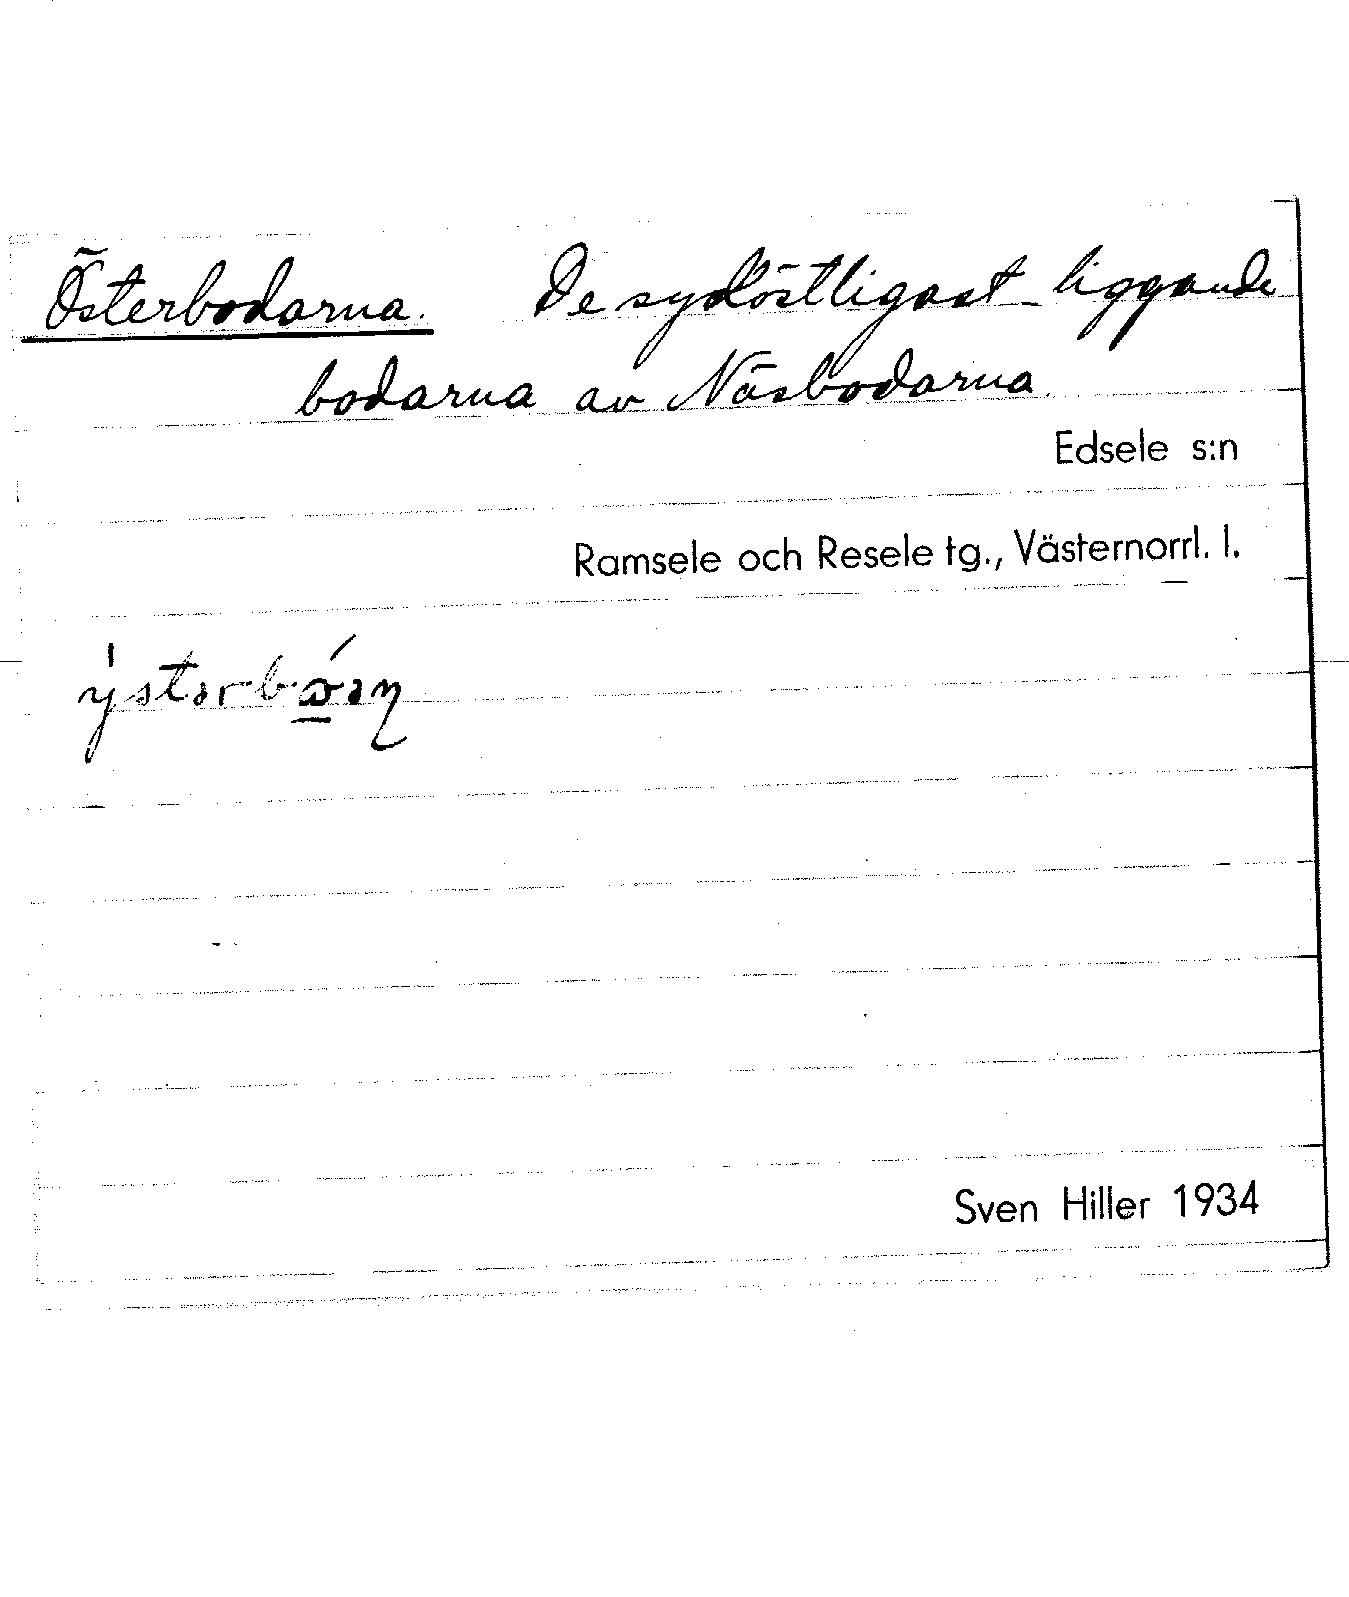 Österbodarna. De sydöstligast liggande
bodarna av Näsbodarna.
Edsele s:n
Ramsele och Resele tg., Västernorrl. l.
Sven Hiller 1934